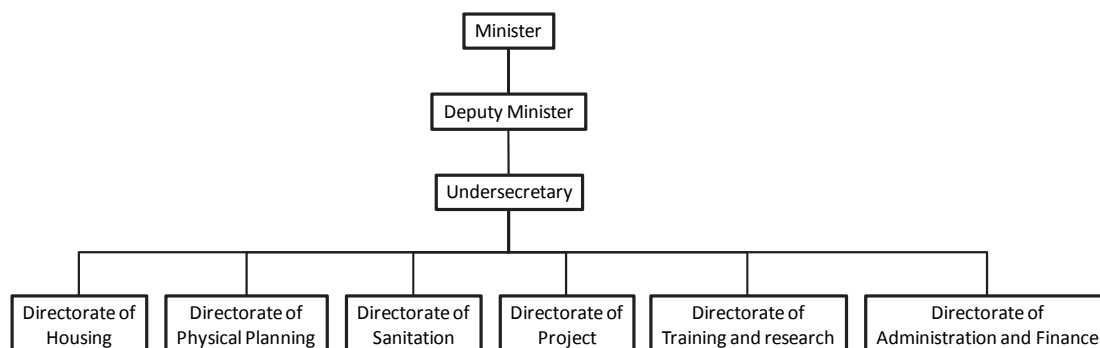 Minister
Deputy Minister
Undersecretary
Directorate of
Housing
Directorate of
Physical Planning
Directorate of
Sanitation
Directorate of
Project
Directorate of
Training and research
Directorate of
Administration and Finance